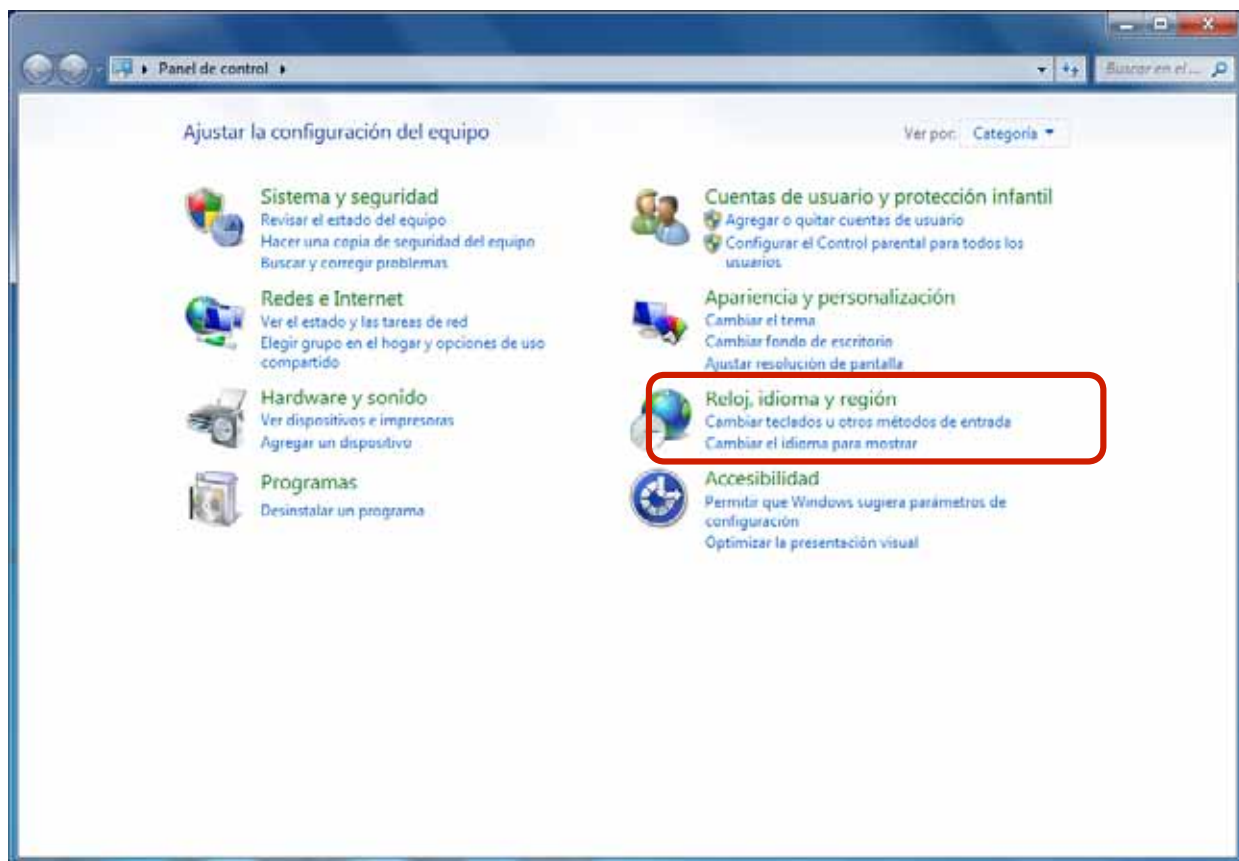 Panel de control
Buscar en el ...
Ajustar la configuración del equipo
Ver por: Categoría
Sistema y seguridad
Revisar el estado del equipo
Hacer una copia de seguridad del equipo
Buscar y corregir problemas
Redes e Internet
Ver el estado y las tareas de red
Elegir grupo en el hogar y opciones de uso
compartido
Hardware y sonido
Ver dispositivos e impresoras
Agregar un dispositivo
Programas
Desinstalar un programa
Cuentas de usuario y protección infantil
Agregar o quitar cuentas de usuario
Configurar el Control parental para todos los
usuarios
Apariencia y personalización
Cambiar el tema
Cambiar fondo de escritorio
Ajustar resolución de pantalla
Reloj, idioma y región
Cambiar teclados u otros métodos de entrada
Cambiar el idioma para mostrar
Accesibilidad
Permitir que Windows sugiera parámetros de
configuración
Optimizar la presentación visual